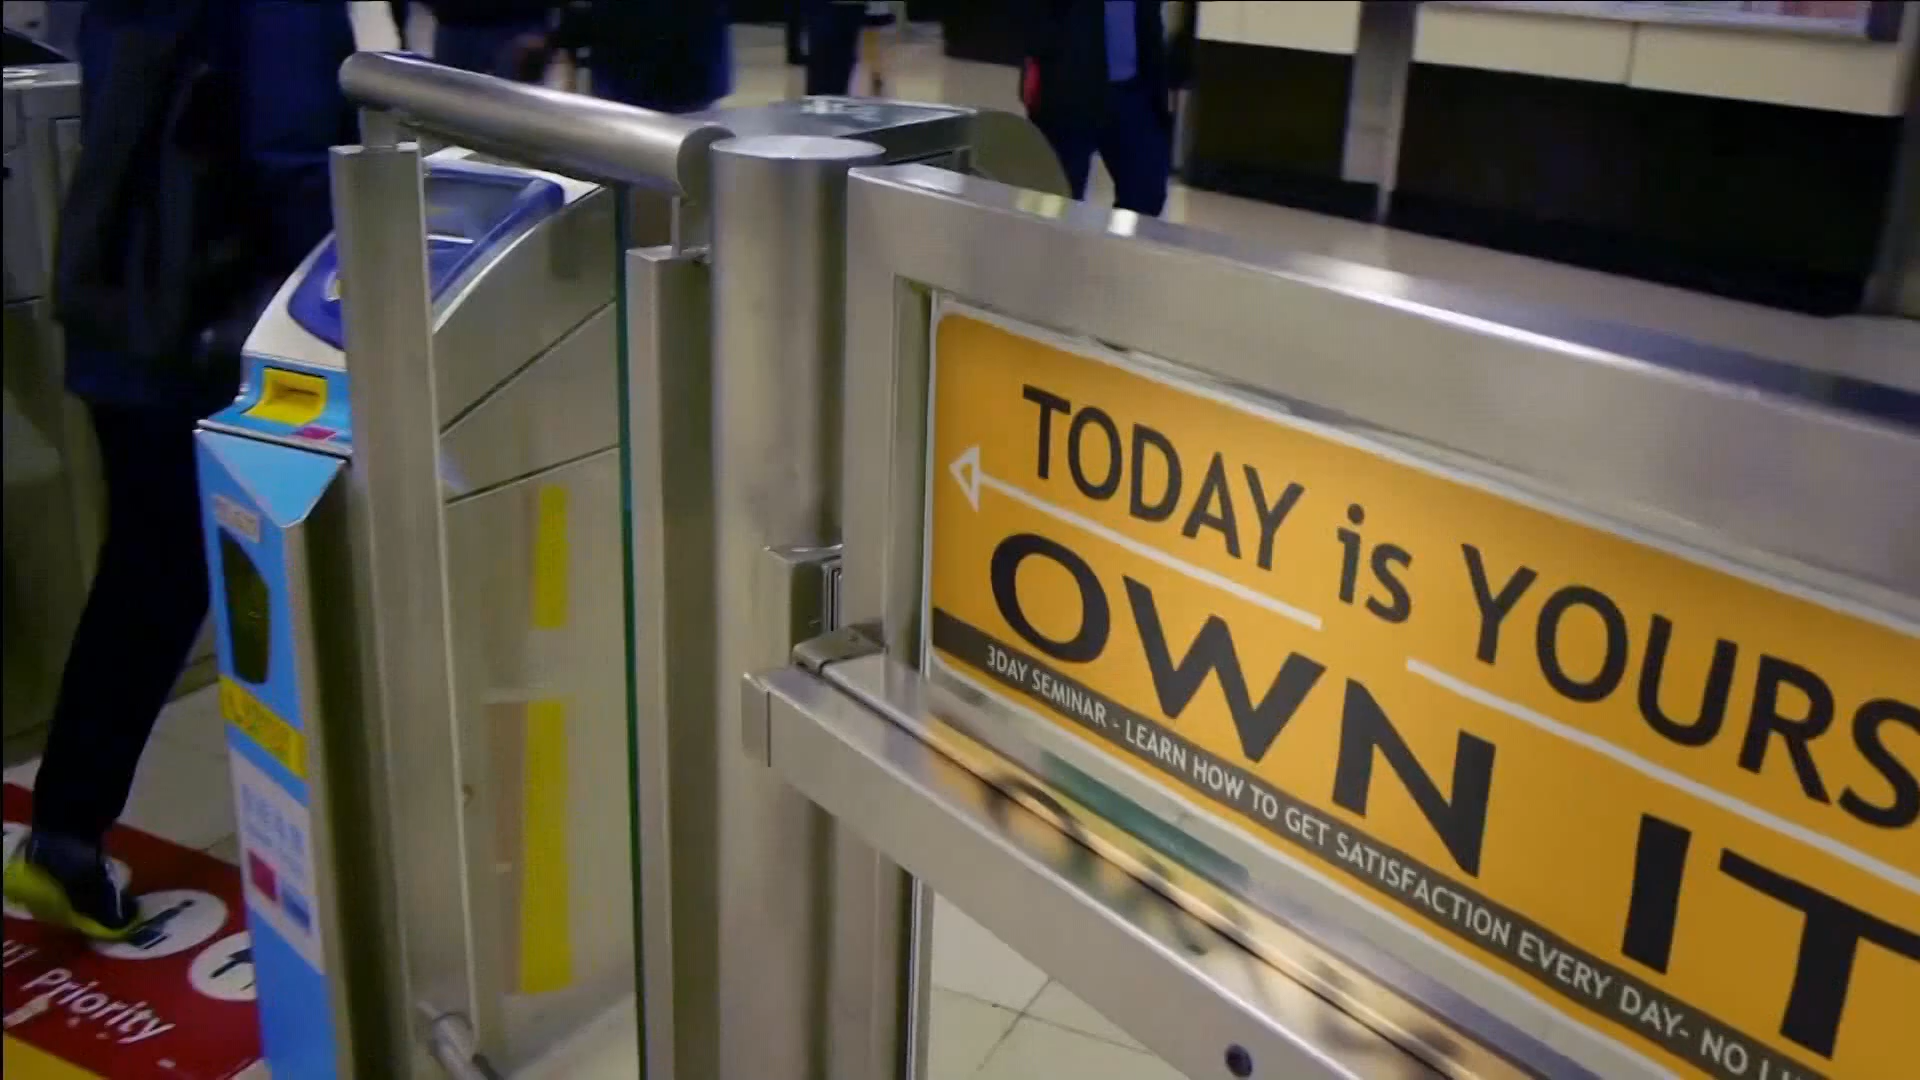 TODAY is YOURS
OWN IT
3DAY SEMINAR - LEARN HOW TO GET SATISFACTION EVERY DAY- NO
Priority